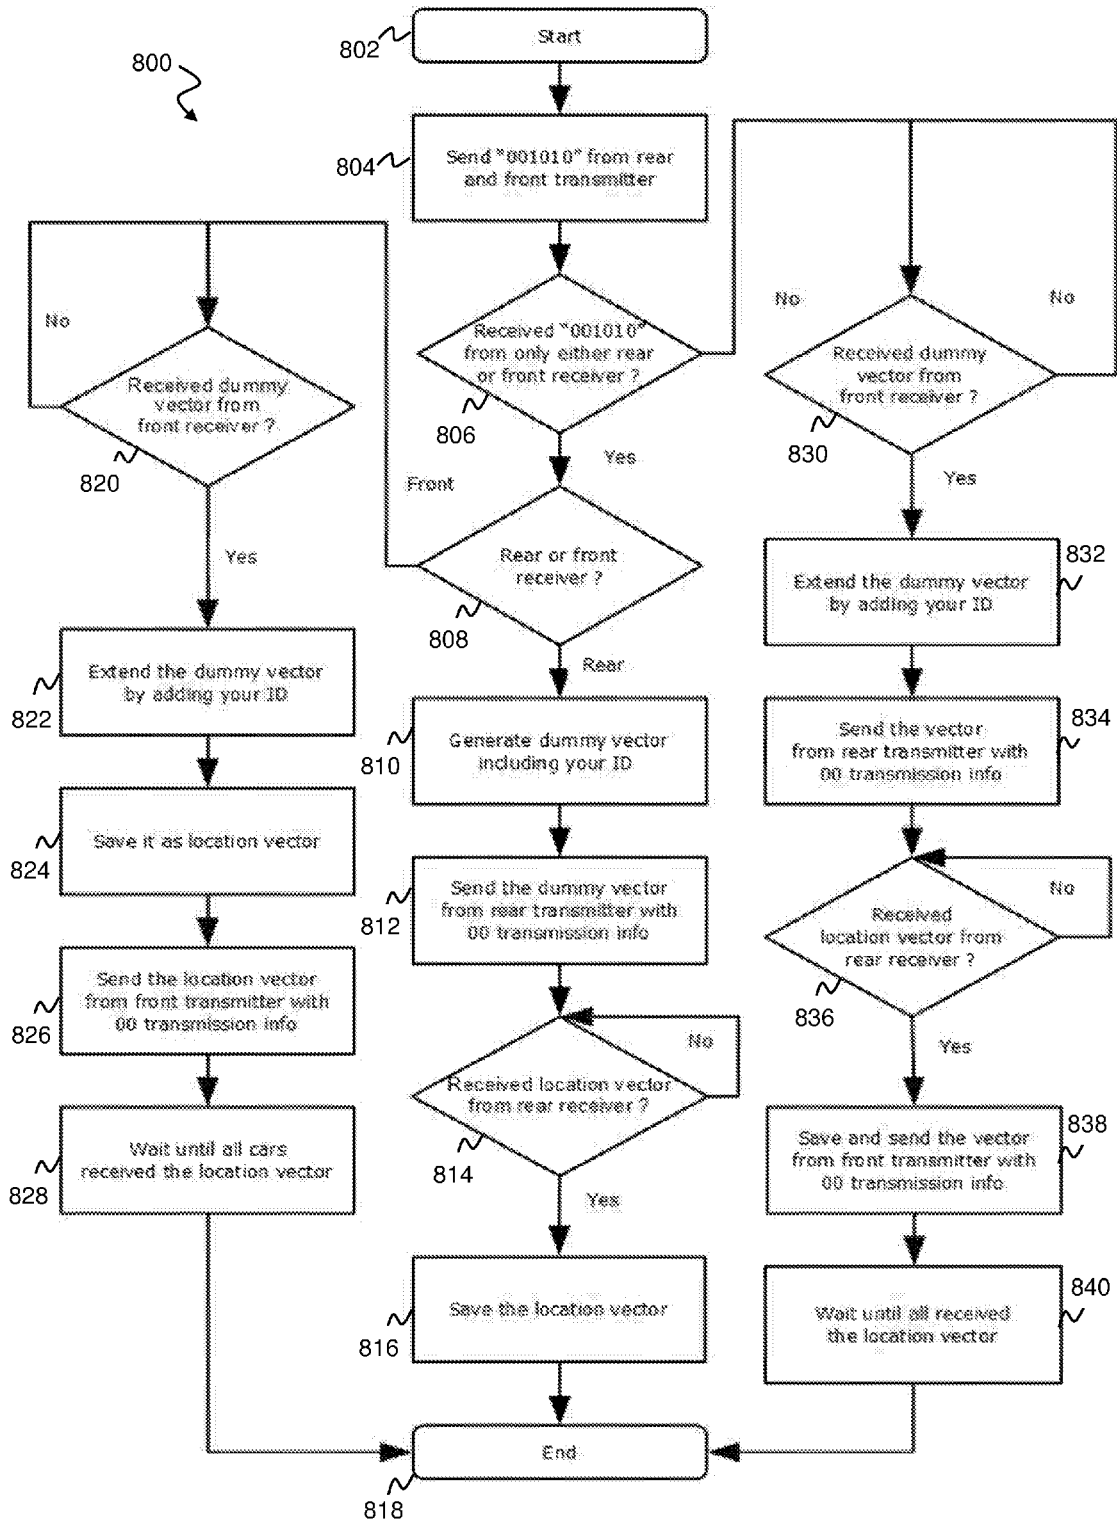 800
802
Start
804
Send "001010" from rear
and front transmitter
806
Received "001010"
from only either rear
or front receiver ?
Yes
No
808
Rear or front
receiver ?
Front
Rear
810
Generate dummy vector
including your ID
812
Send the dummy vector
from rear transmitter with
00 transmission info
814
Received location vector
from rear receiver ?
No
Yes
816
Save the location vector
End
818
No
Received dummy
vector from
front receiver ?
820
Yes
822
Extend the dummy vector
by adding your ID
824
Save it as location vector
826
Send the location vector
from front transmitter with
00 transmission info
828
Wait until all cars
received the location vector
No
Received dummy
vector from
front receiver ?
830
Yes
832
Extend the dummy vector
by adding your ID
834
Send the vector
from rear transmitter with
00 transmission info
No
Received
location vector from
rear receiver ?
836
Yes
838
Save and send the vector
from front transmitter with
00 transmission info
840
Wait until all received
the location vector